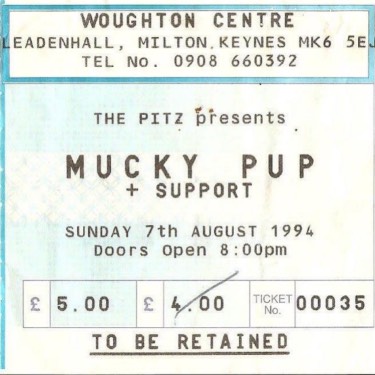 WOUGHTON CENTRE
LEADENHALL, MILTON KEYNES MK6 5EJ
TEL No. 0908 660392
THE PITZ presents
MUCKY PUP
+ SUPPORT
SUNDAY 7th AUGUST 1994
Doors Open 8:00pm
£ 5.00 £ 4.00 TICKET No. 00035
TO BE RETAINED